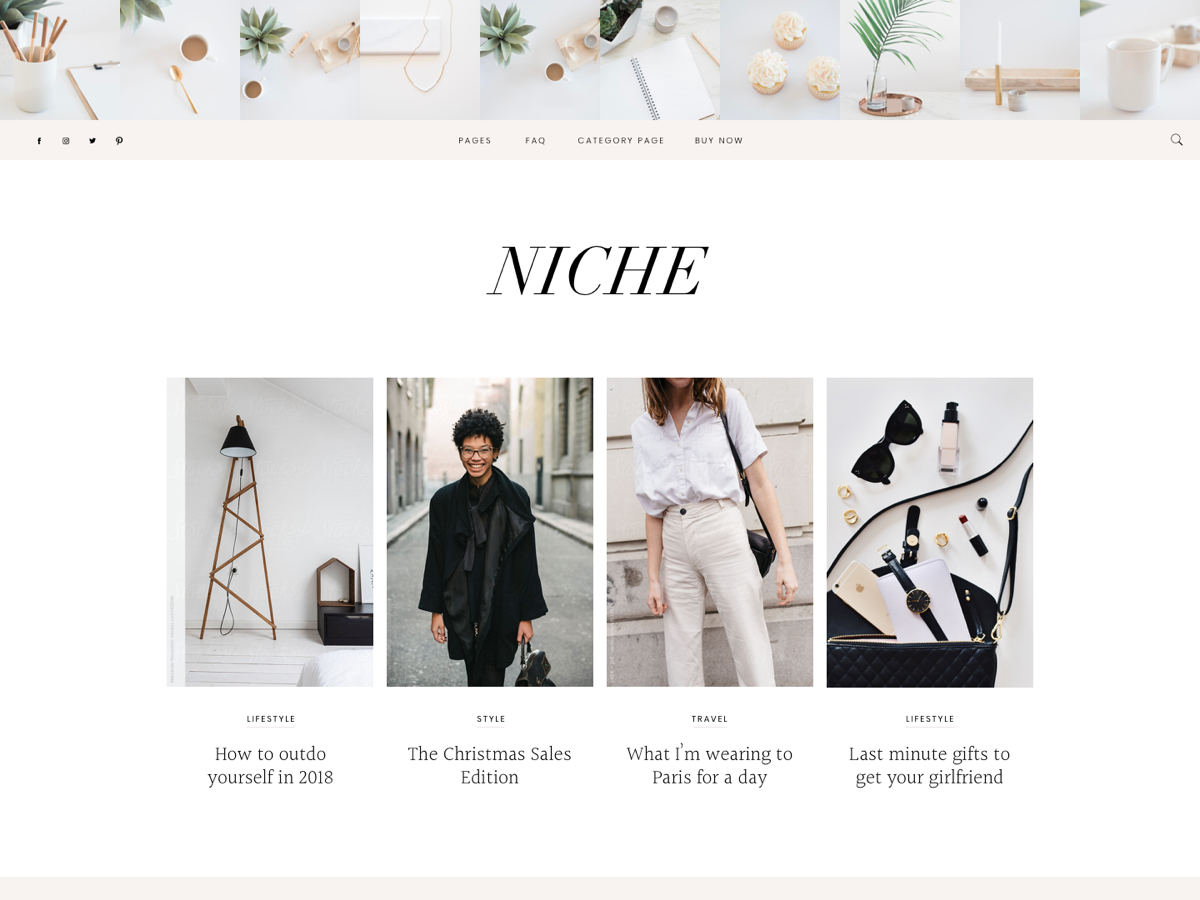 PAGES FAQ CATEGORY PAGE BUY NOW
NICHE
LIFESTYLE
How to outdo
yourself in 2018
STYLE
The Christmas Sales
Edition
TRAVEL
What I’m wearing to
Paris for a day
LIFESTYLE
Last minute gifts to
get your girlfriend